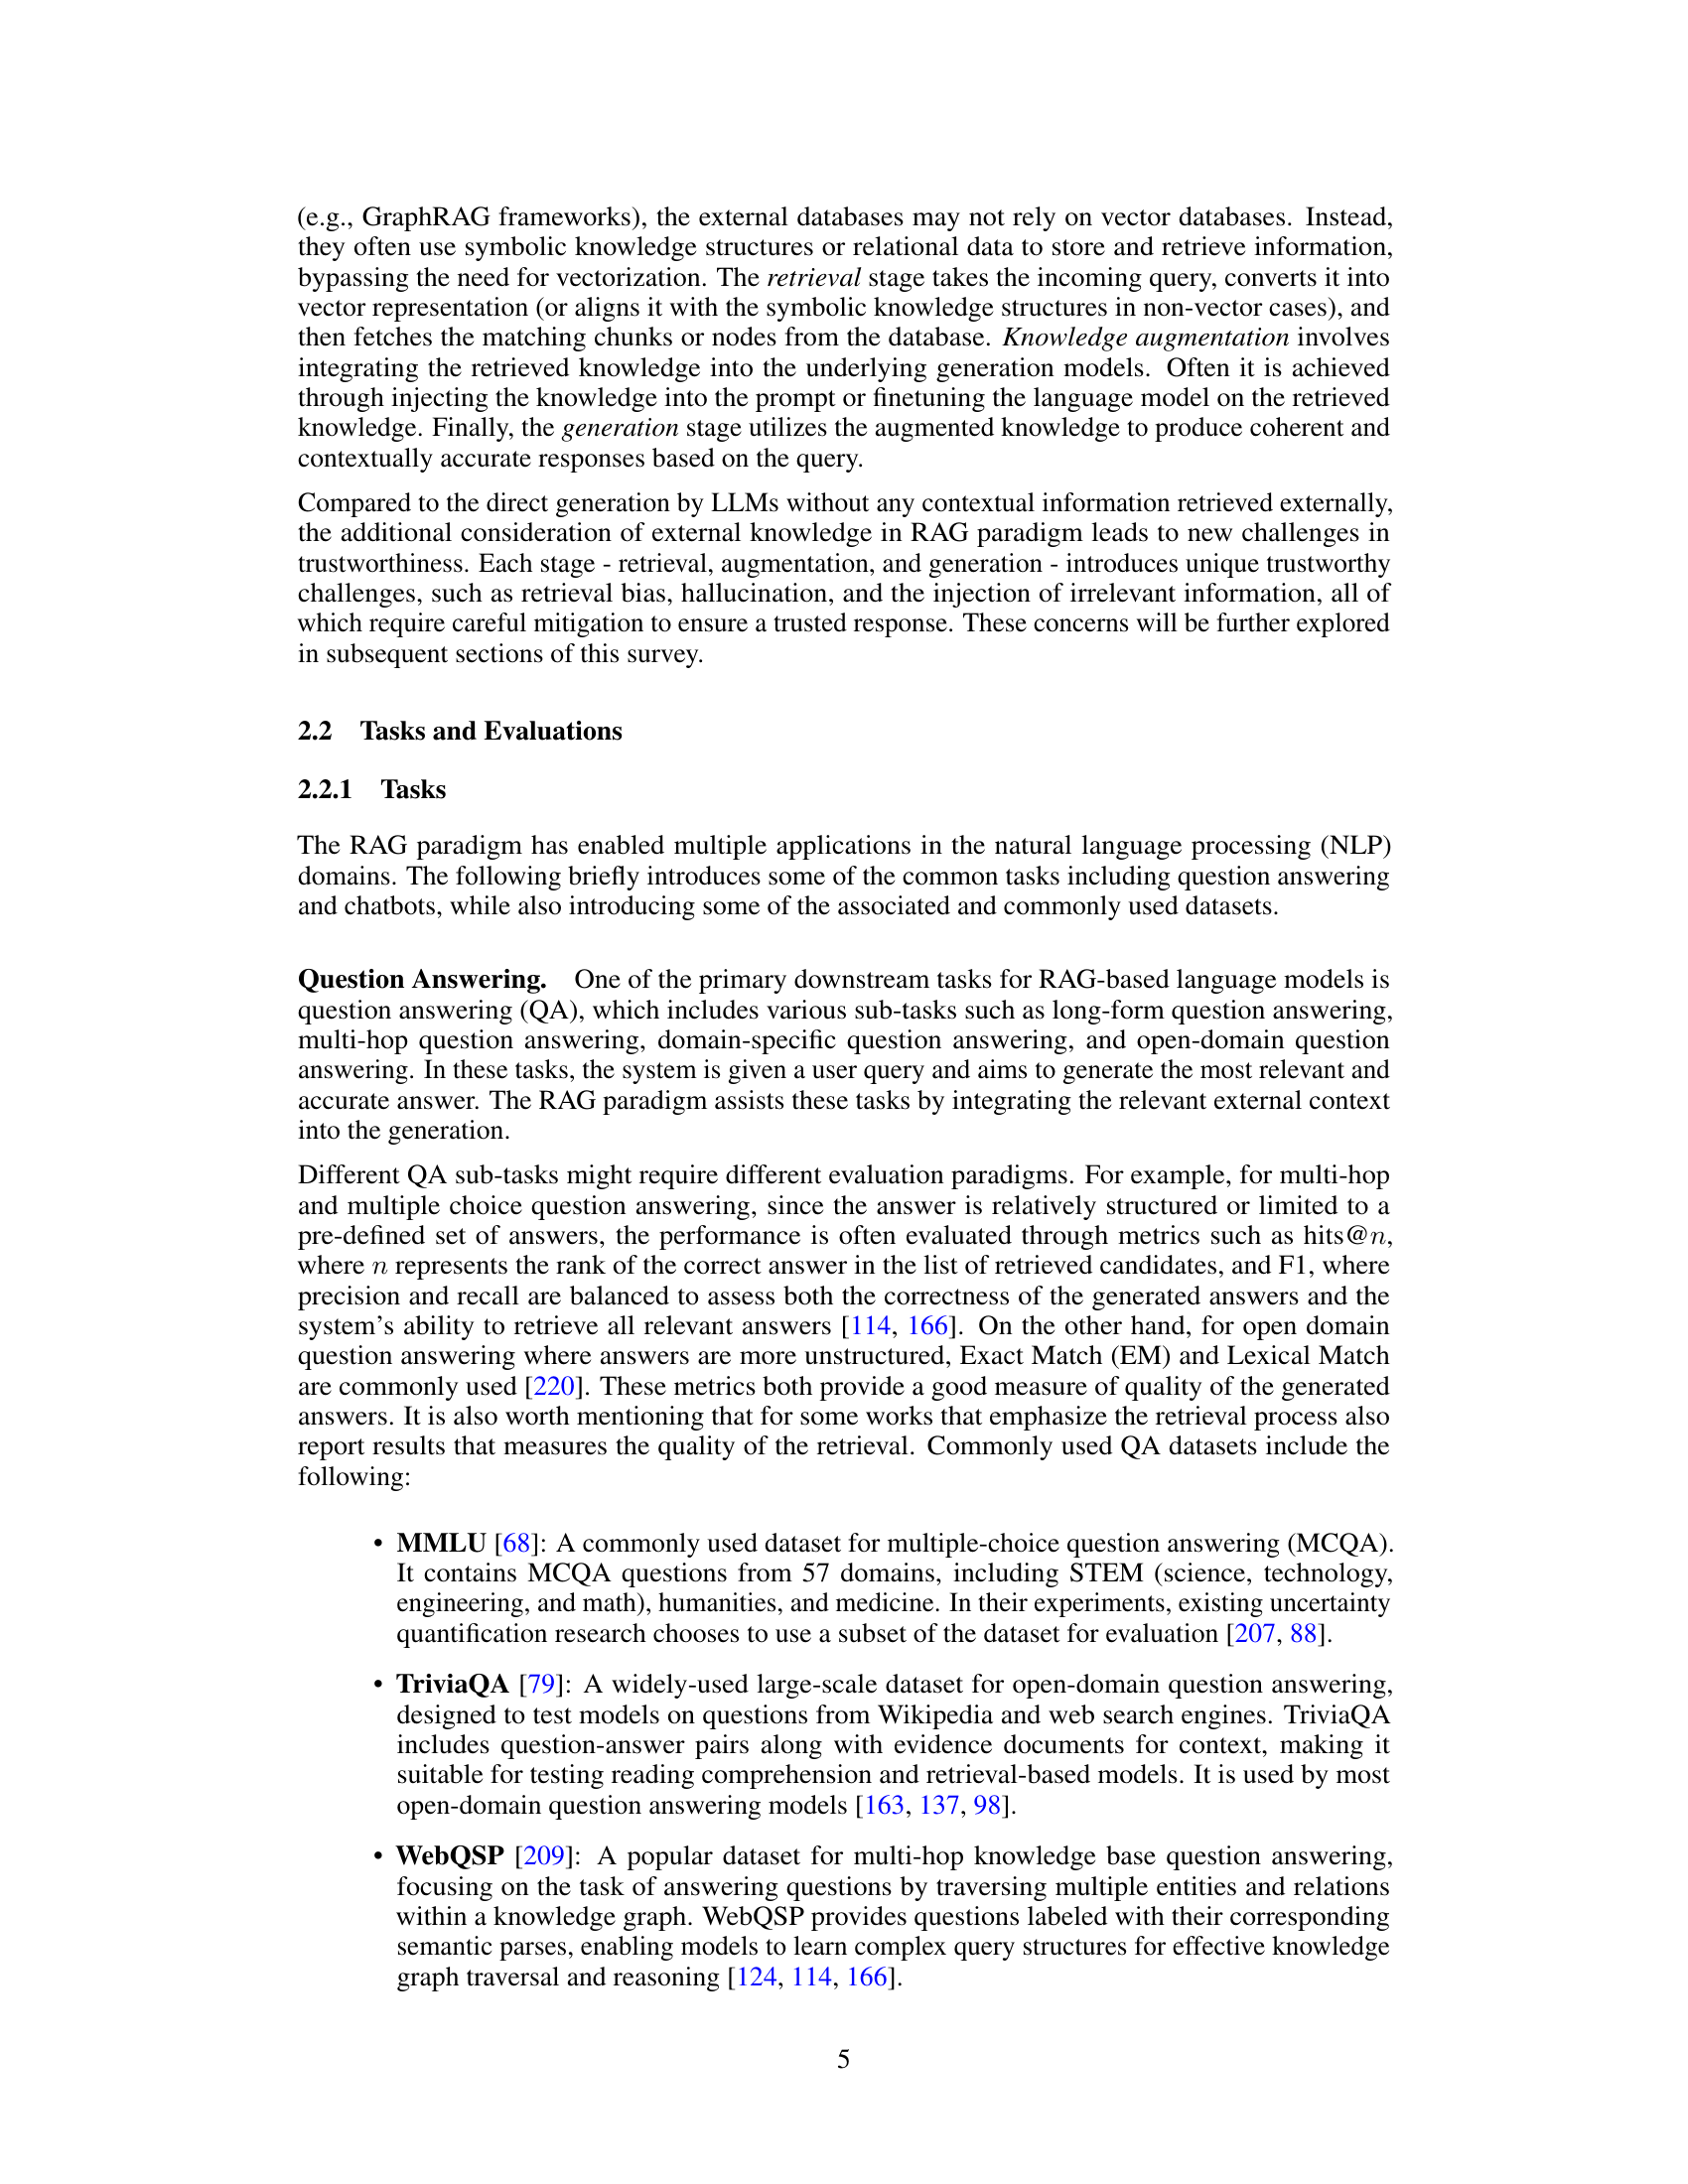 (e.g., GraphRAG frameworks), the external databases may not rely on vector databases. Instead,
they often use symbolic knowledge structures or relational data to store and retrieve information,
bypassing the need for vectorization. The retrieval stage takes the incoming query, converts it into
vector representation (or aligns it with the symbolic knowledge structures in non-vector cases), and
then fetches the matching chunks or nodes from the database. Knowledge augmentation involves
integrating the retrieved knowledge into the underlying generation models. Often it is achieved
through injecting the knowledge into the prompt or finetuning the language model on the retrieved
knowledge. Finally, the generation stage utilizes the augmented knowledge to produce coherent and
contextually accurate responses based on the query.
Compared to the direct generation by LLMs without any contextual information retrieved externally,
the additional consideration of external knowledge in RAG paradigm leads to new challenges in
trustworthiness. Each stage - retrieval, augmentation, and generation - introduces unique trustworthy
challenges, such as retrieval bias, hallucination, and the injection of irrelevant information, all of
which require careful mitigation to ensure a trusted response. These concerns will be further explored
in subsequent sections of this survey.
2.2 Tasks and Evaluations
2.2.1 Tasks
The RAG paradigm has enabled multiple applications in the natural language processing (NLP)
domains. The following briefly introduces some of the common tasks including question answering
and chatbots, while also introducing some of the associated and commonly used datasets.
Question Answering. One of the primary downstream tasks for RAG-based language models is
question answering (QA), which includes various sub-tasks such as long-form question answering,
multi-hop question answering, domain-specific question answering, and open-domain question
answering. In these tasks, the system is given a user query and aims to generate the most relevant and
accurate answer. The RAG paradigm assists these tasks by integrating the relevant external context
into the generation.
Different QA sub-tasks might require different evaluation paradigms. For example, for multi-hop
and multiple choice question answering, since the answer is relatively structured or limited to a
pre-defined set of answers, the performance is often evaluated through metrics such as hits@n,
where n represents the rank of the correct answer in the list of retrieved candidates, and F1, where
precision and recall are balanced to assess both the correctness of the generated answers and the
system's ability to retrieve all relevant answers [114, 166]. On the other hand, for open domain
question answering where answers are more unstructured, Exact Match (EM) and Lexical Match
are commonly used [220]. These metrics both provide a good measure of quality of the generated
answers. It is also worth mentioning that for some works that emphasize the retrieval process also
report results that measures the quality of the retrieval. Commonly used QA datasets include the
following:
• MMLU [68]: A commonly used dataset for multiple-choice question answering (MCQA).
It contains MCQA questions from 57 domains, including STEM (science, technology,
engineering, and math), humanities, and medicine. In their experiments, existing uncertainty
quantification research chooses to use a subset of the dataset for evaluation [207, 88].
• TriviaQA [79]: A widely-used large-scale dataset for open-domain question answering,
designed to test models on questions from Wikipedia and web search engines. TriviaQA
includes question-answer pairs along with evidence documents for context, making it
suitable for testing reading comprehension and retrieval-based models. It is used by most
open-domain question answering models [163, 137, 98].
• WebQSP [209]: A popular dataset for multi-hop knowledge base question answering,
focusing on the task of answering questions by traversing multiple entities and relations
within a knowledge graph. WebQSP provides questions labeled with their corresponding
semantic parses, enabling models to learn complex query structures for effective knowledge
graph traversal and reasoning [124, 114, 166].
5